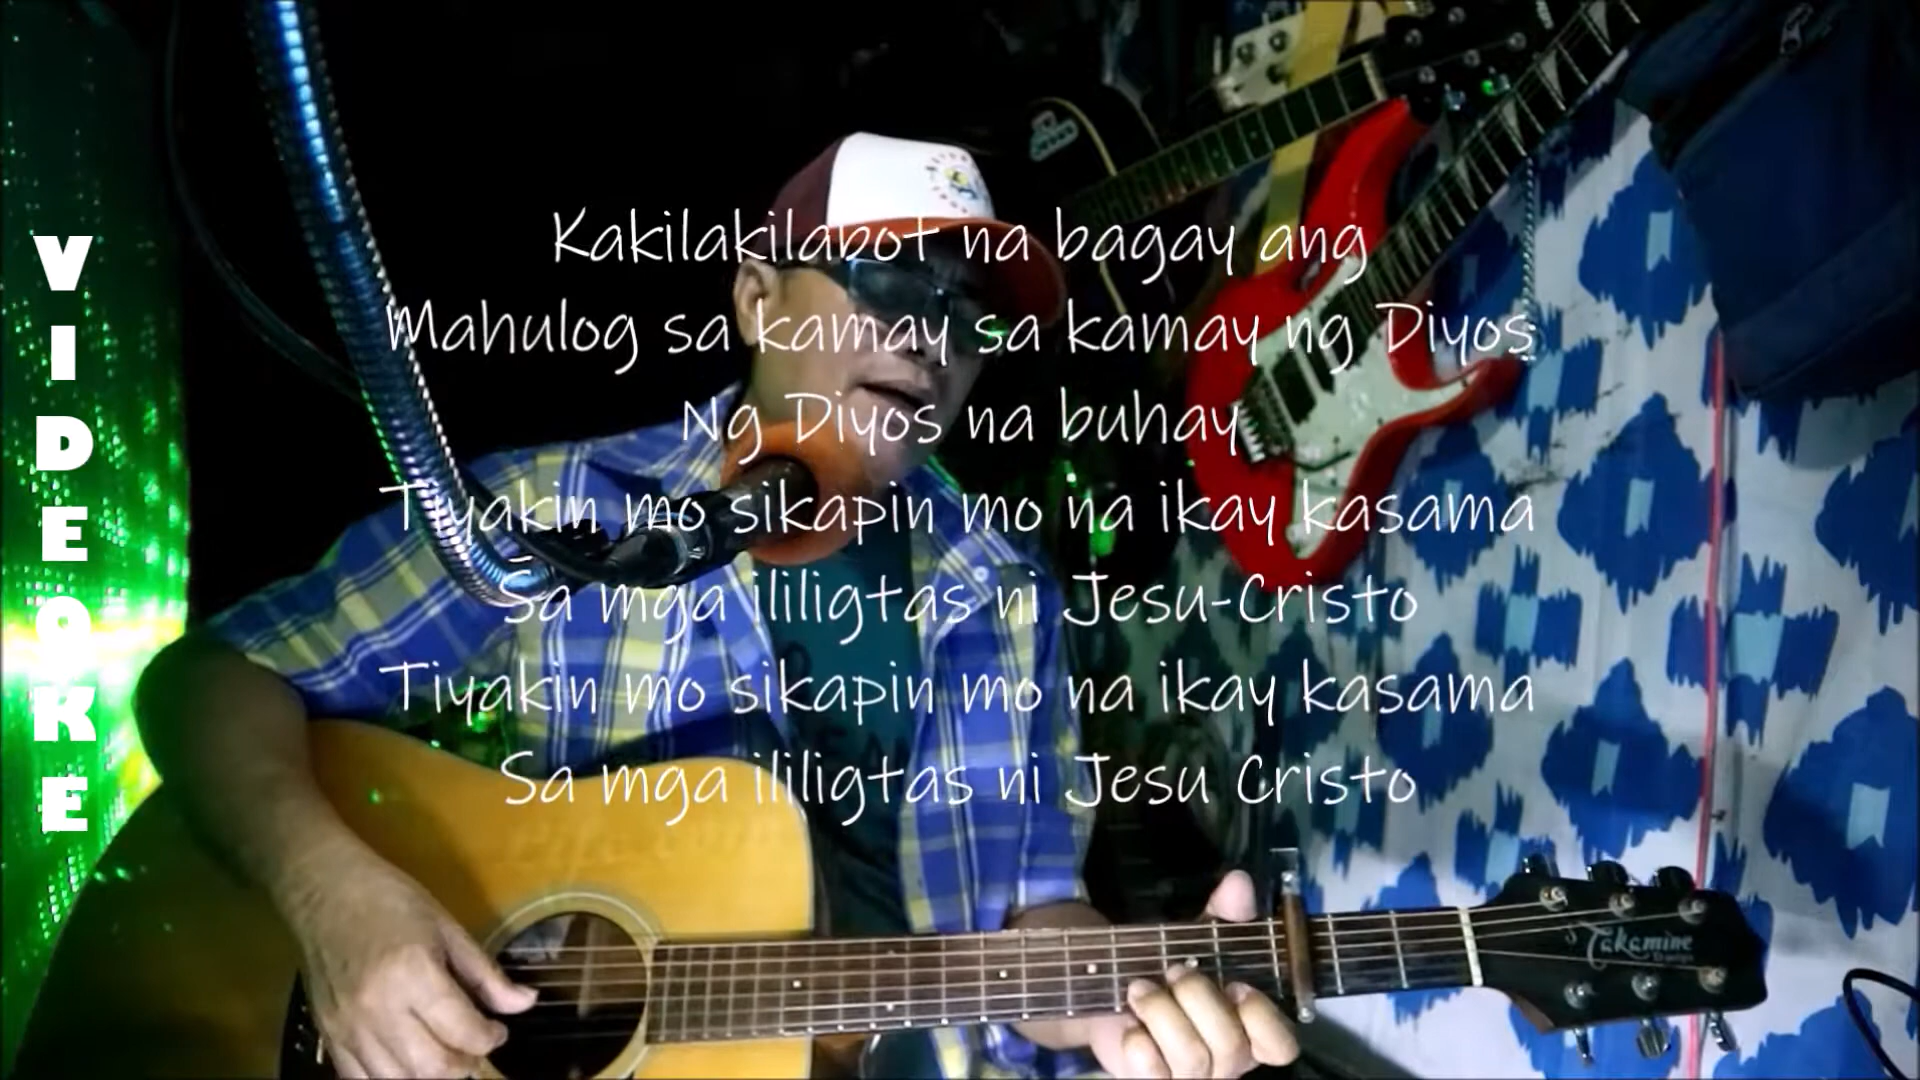 VIDEOKE
Kakilakilabot na bagay ang
Mahulog sa kamay sa kamay ng Diyos
Ng Diyos na buhay
Tiyakin mo sikapin mo na ikay kasama
Sa mga ililigtas ni Jesu-Cristo
Tiyakin mo sikapin mo na ikay kasama
Sa mga ililigtas ni Jesu Cristo
Takamine